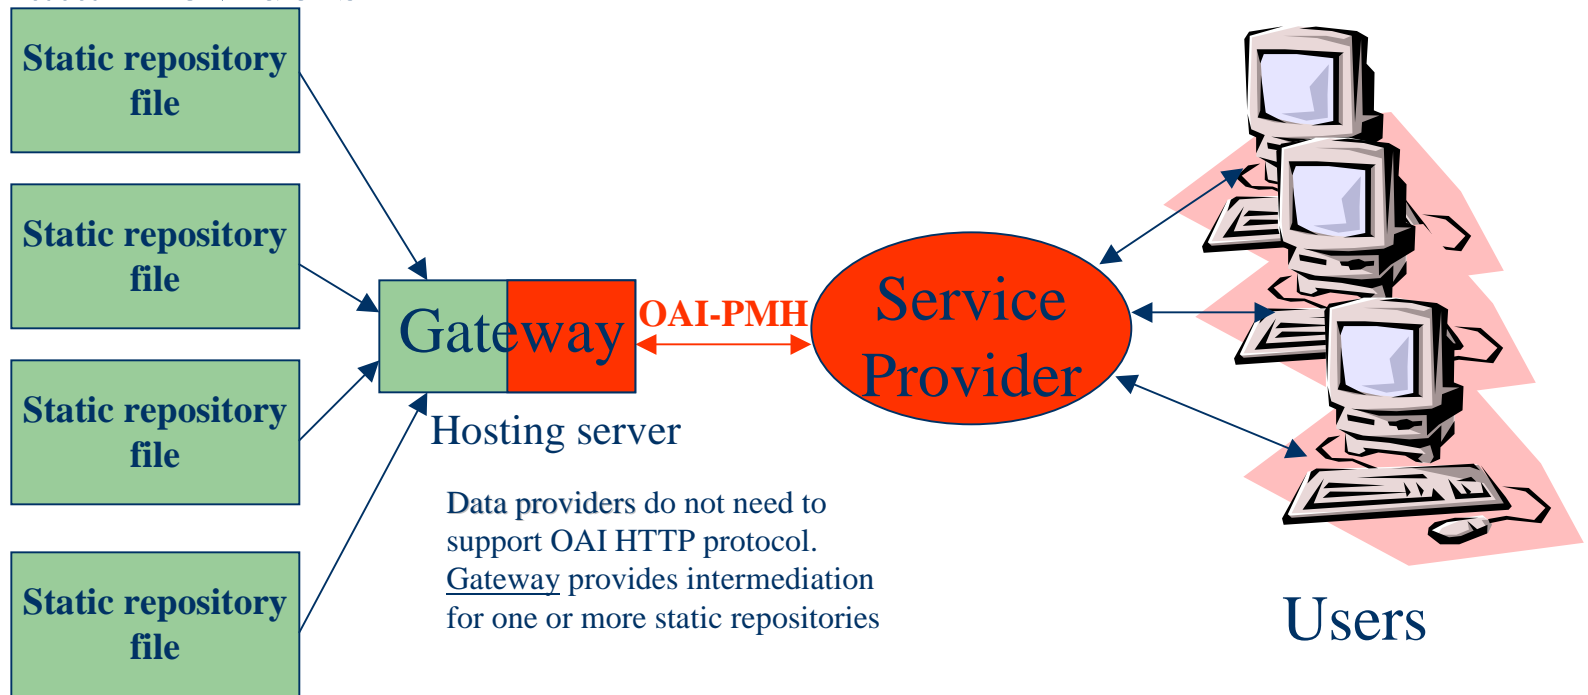 Static repository
file
Static repository
file
Static repository
file
Static repository
file
Gateway
OAI-PMH
Service
Provider
Hosting server
Data providers do not need to
support OAI HTTP protocol.
Gateway provides intermediation
for one or more static repositories
Users